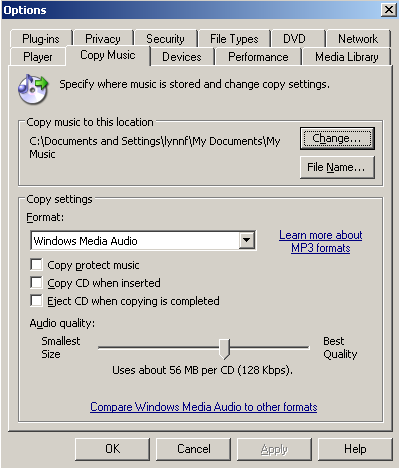 Options
Plug-ins Privacy Security File Types DVD Network
Player Copy Music Devices Performance Media Library
Specify where music is stored and change copy settings.
Copy music to this location
C:\Documents and Settings\lynnf\My Documents\My
Music
Change...
File Name...
Copy settings
Format:
Windows Media Audio
Learn more about
MP3 formats
Copy protect music
Copy CD when inserted
Eject CD when copying is completed
Audio quality:
Smallest
Size
Best
Quality
Uses about 56 MB per CD (128 Kbps).
Compare Windows Media Audio to other formats
OK Cancel Apply Help